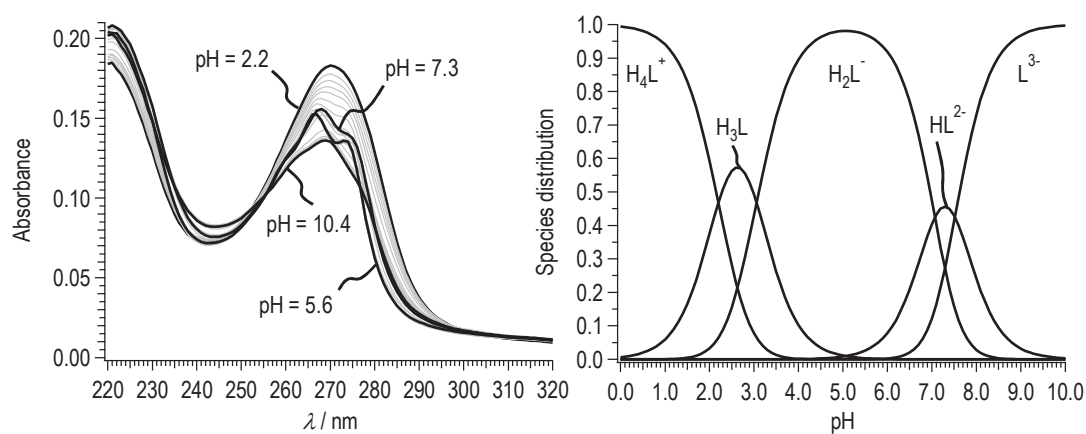 Absorbance
0.20
0.15
0.10
0.05
0.00
220 230 240 250 260 270 280 290 300 310 320
λ / nm
pH = 2.2
pH = 7.3
pH = 10.4
pH = 5.6
Species distribution
1.0
0.9
0.8
0.7
0.6
0.5
0.4
0.3
0.2
0.1
0.0
0.0 1.0 2.0 3.0 4.0 5.0 6.0 7.0 8.0 9.0 10.0
pH
H₄L⁺
H₃L
H₂L⁻
HL²⁻
L³⁻